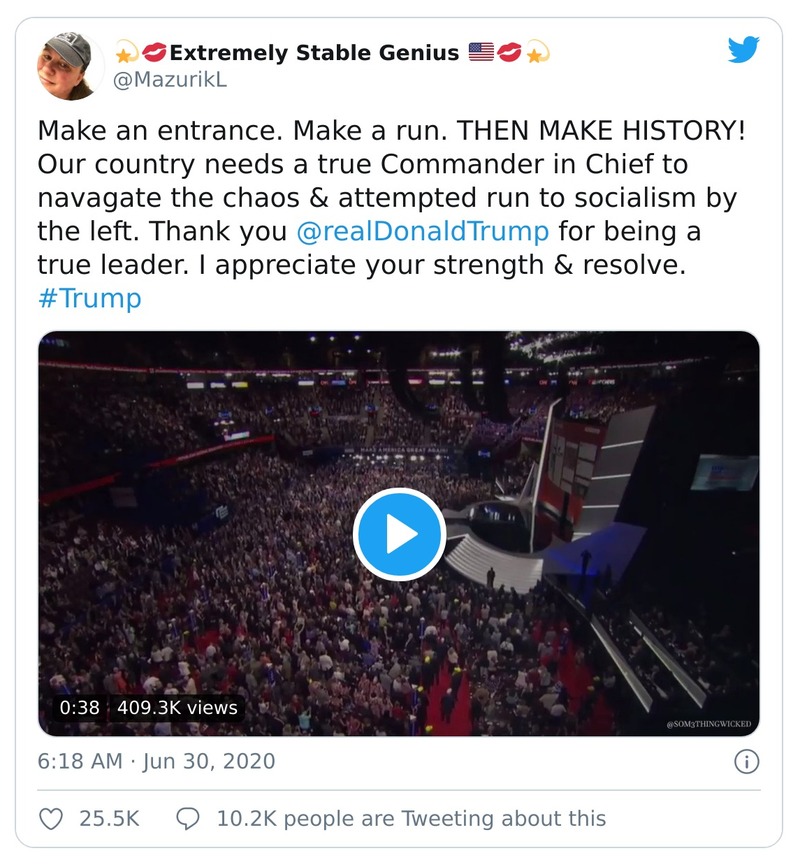 💫💋Extremely Stable Genius 🇺🇸💋💫
@MazurikL
Make an entrance. Make a run. THEN MAKE HISTORY!
Our country needs a true Commander in Chief to
navagate the chaos & attempted run to socialism by
the left. Thank you @realDonaldTrump for being a
true leader. I appreciate your strength & resolve.
#Trump
MAKE AMERICA GREAT AGAIN!
0:38 409.3K views
@SOM3THINGWICKED
6:18 AM · Jun 30, 2020
25.5K 10.2K people are Tweeting about this